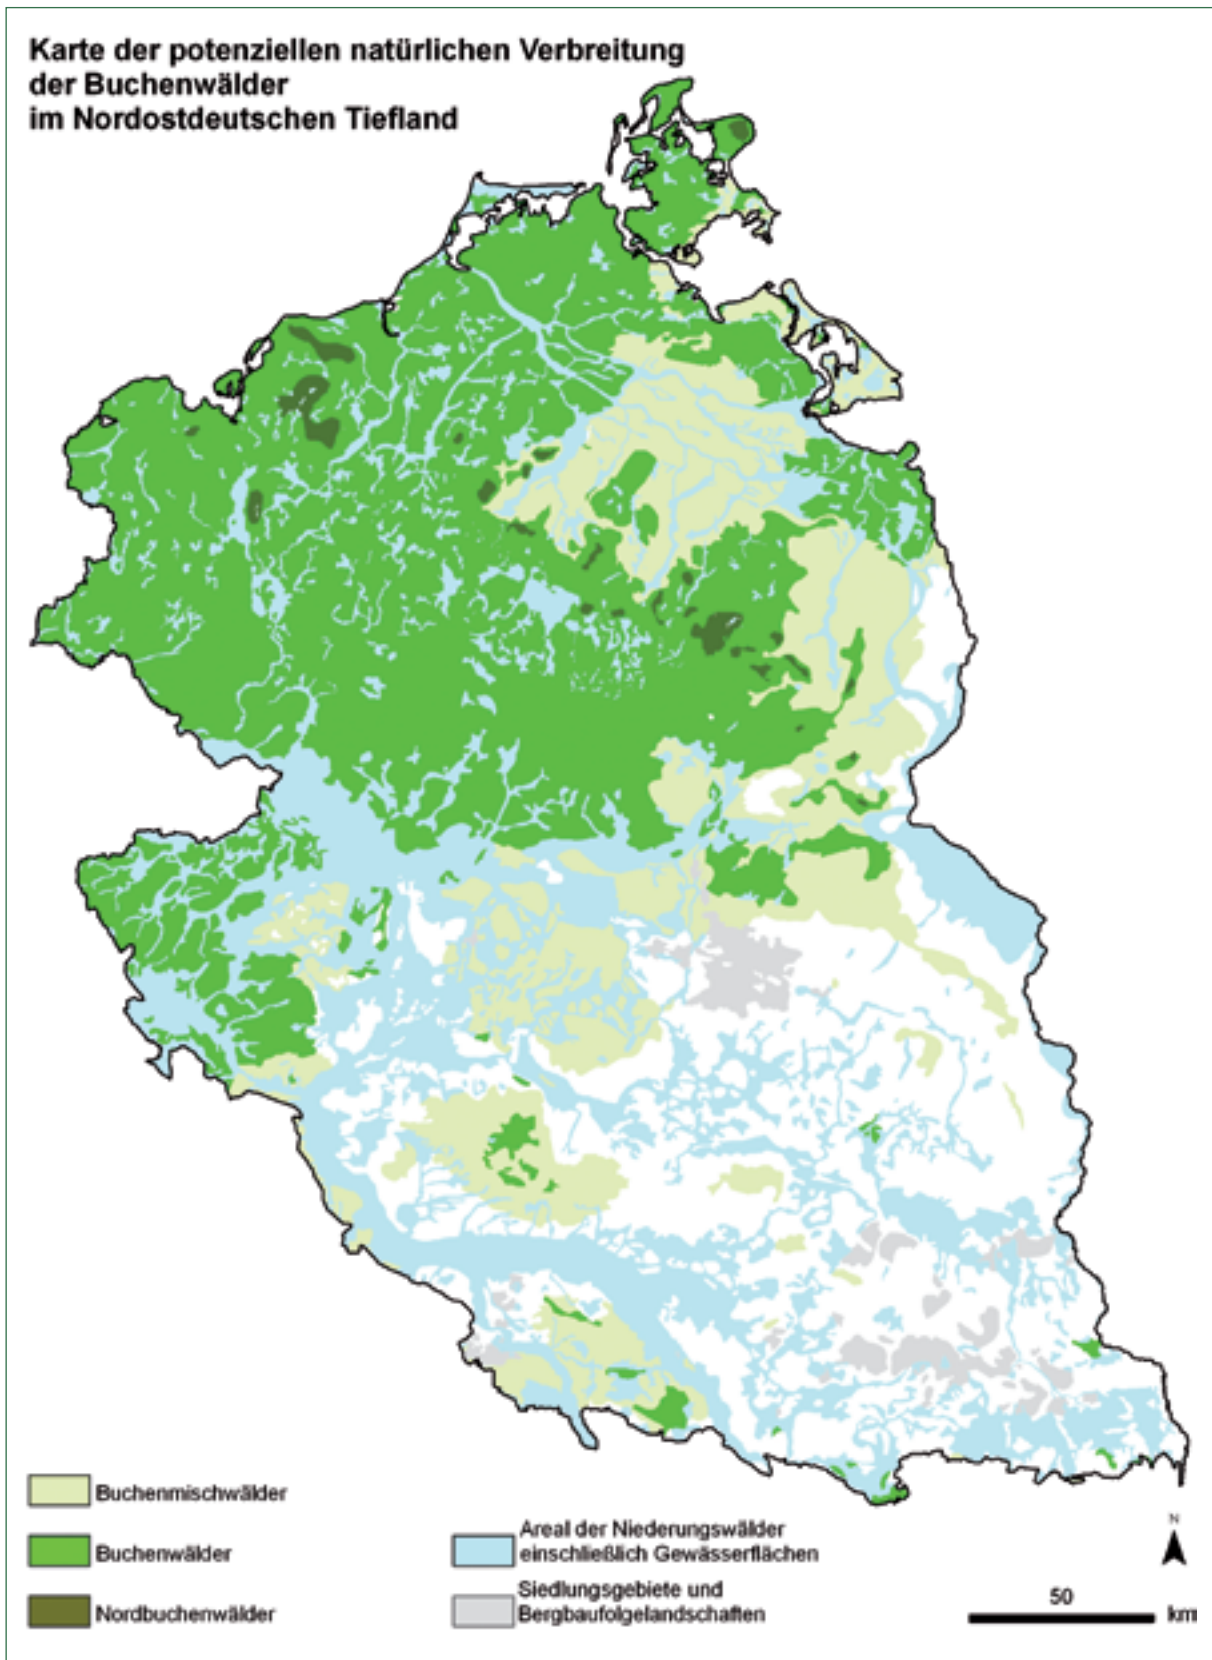 Karte der potenziellen natürlichen Verbreitung
der Buchenwälder
im Nordostdeutschen Tiefland
Buchenmischwälder
Buchenwälder
Nordbuchenwälder
Areal der Niederungswälder
einschließlich Gewässerflächen
Siedlungsgebiete und
Bergbaufolgelandschaften
N
50
km